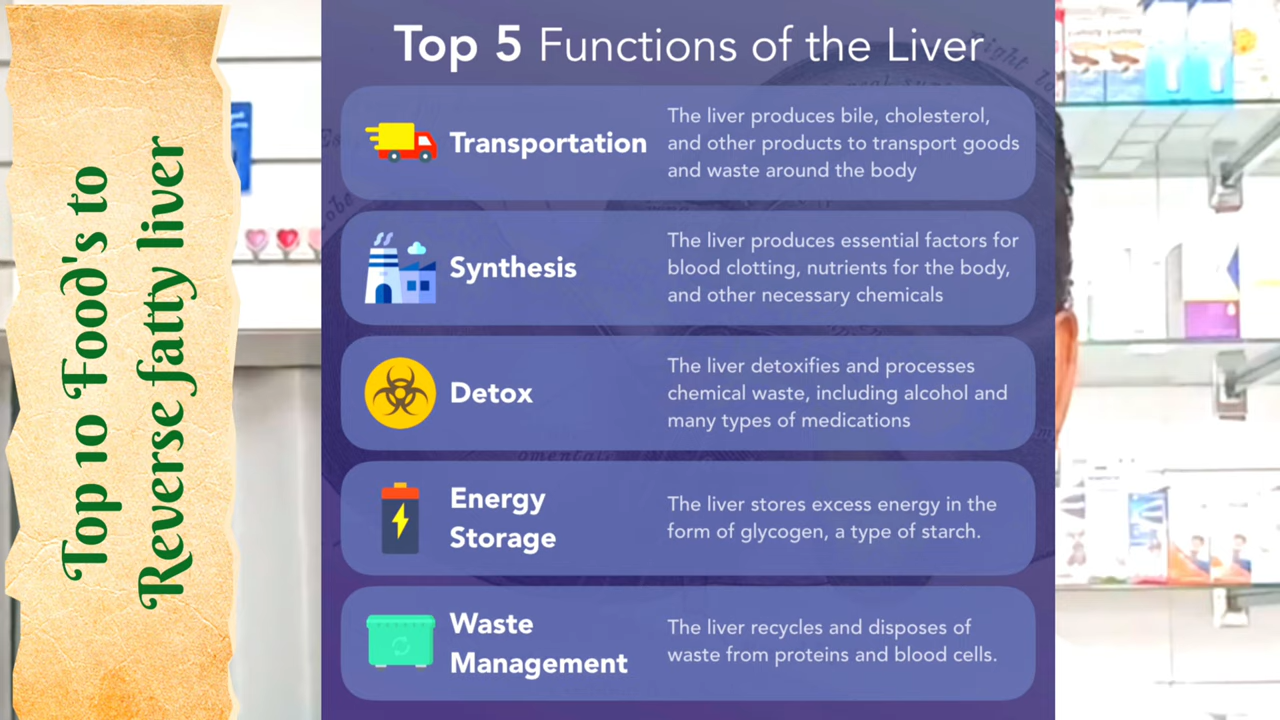 Top 10 Food's to
Reverse fatty liver
Top 5 Functions of the Liver
Transportation
The liver produces bile, cholesterol,
and other products to transport goods
and waste around the body
Synthesis
The liver produces essential factors for
blood clotting, nutrients for the body,
and other necessary chemicals
Detox
The liver detoxifies and processes
chemical waste, including alcohol and
many types of medications
Energy
Storage
The liver stores excess energy in the
form of glycogen, a type of starch.
Waste
Management
The liver recycles and disposes of
waste from proteins and blood cells.